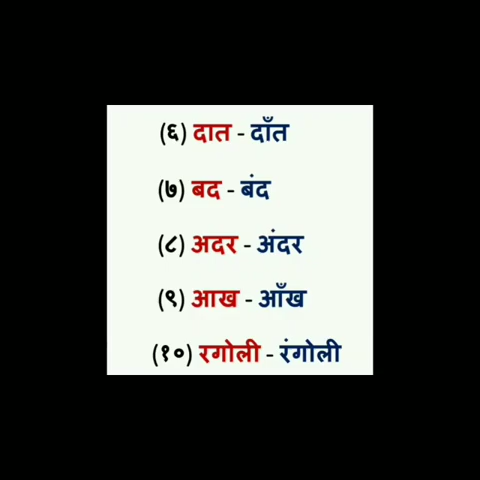 (६) दात - दाँत
(७) बद - बंद
(८) अदर - अंदर
(९) आख - आँख
(१०) रगोली - रंगोली